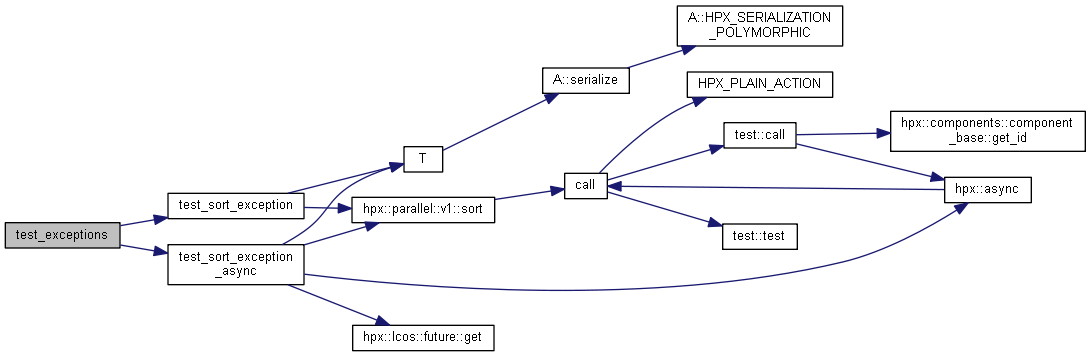 A::HPX_SERIALIZATION
_POLYMORPHIC
A::serialize
HPX_PLAIN_ACTION
hpx::components::component
_base::get_id
test::call
T
call
hpx::async
test_sort_exception
hpx::parallel::v1::sort
test_exceptions
test::test
test_sort_exception
_async
hpx::lcos::future::get